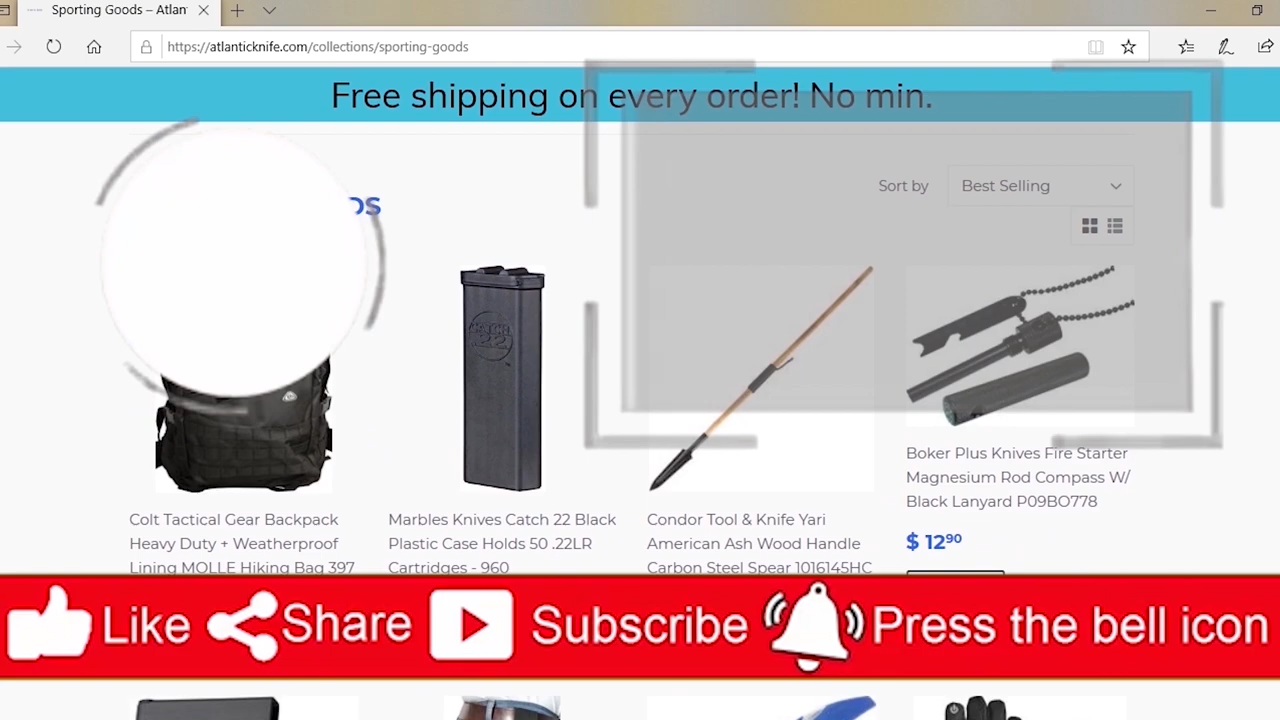 Sporting Goods – Atlan
https://atlanticknife.com/collections/sporting-goods
Free shipping on every order! No min.
DS
Sort by
Best Selling
Colt Tactical Gear Backpack
Heavy Duty + Weatherproof
Lining MOLLE Hiking Bag 397
Marbles Knives Catch 22 Black
Plastic Case Holds 50 .22LR
Cartridges - 960
Condor Tool & Knife Yari
American Ash Wood Handle
Carbon Steel Spear 1016145HC
Boker Plus Knives Fire Starter
Magnesium Rod Compass W/
Black Lanyard P09BO778
$ 12⁹⁰
Like
Share
Subscribe
Press the bell icon